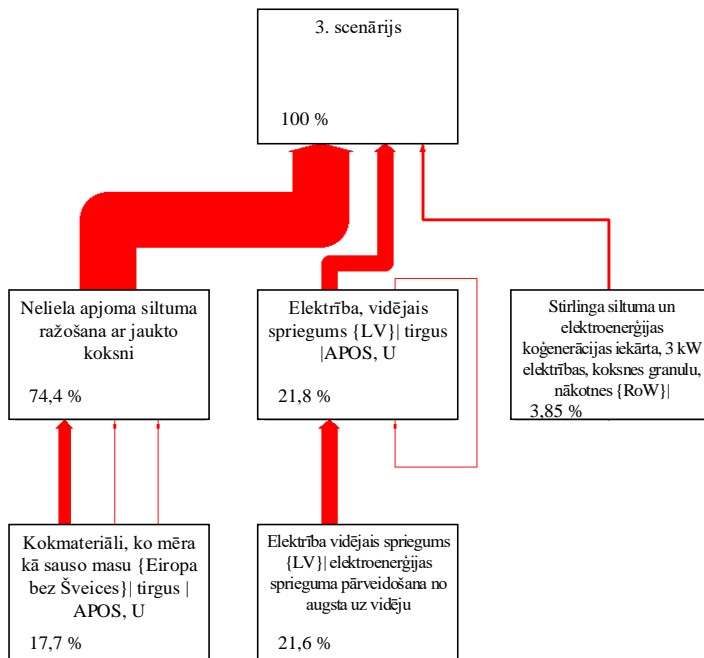 3. scenārijs
100 %
Neliela apjoma siltuma
ražošana ar jaukto
koksni
74,4 %
Elektrība, vidējais
spriegums {LV}| tirgus
|APOS, U
21,8 %
Stirlinga siltuma un
elektroenerģijas
koģenerācijas iekārta, 3 kW
elektrības, koksnes granulu,
nākotnes {RoW}|
3,85 %
Kokmateriāli, ko mēra
kā sauso masu {Eiropa
bez Šveices}| tirgus |
APOS, U
17,7 %
Elektrība vidējais spriegums
{LV}| elektroenerģijas
sprieguma pārveidošana no
augsta uz vidēju
21,6 %